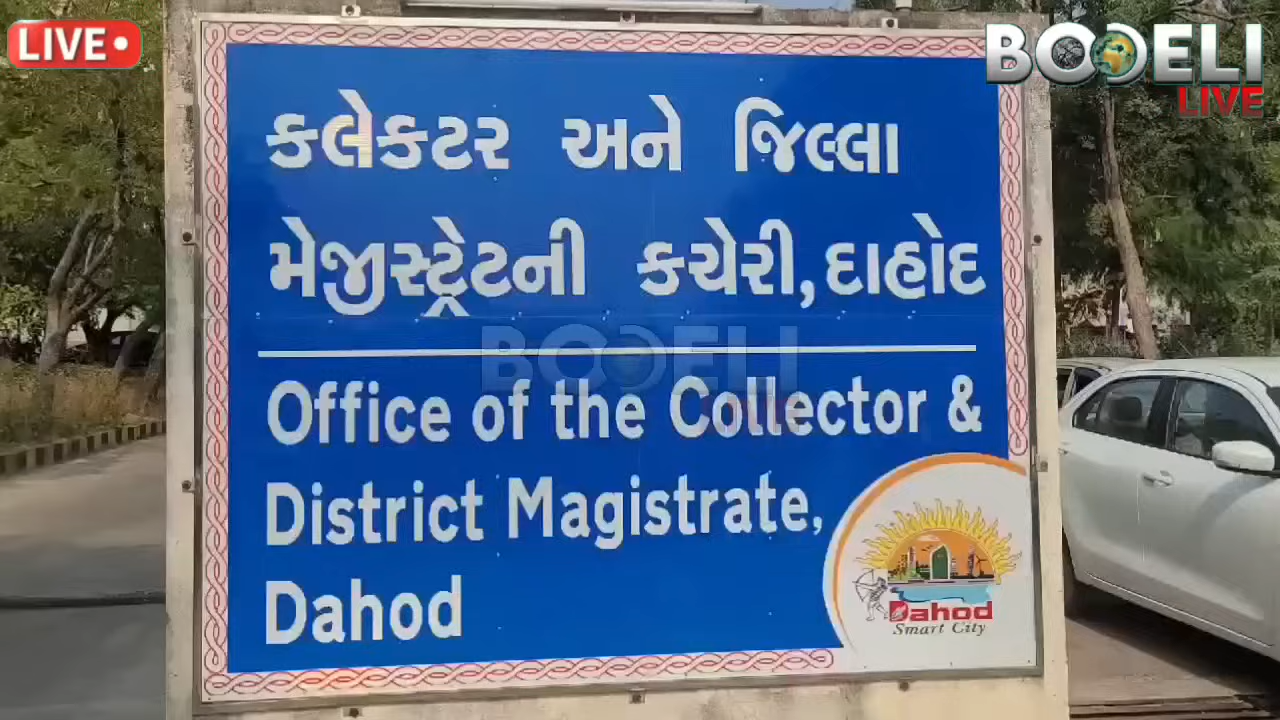 LIVE
BODELI
LIVE
કલેકટર અને જિલ્લા
મેજીસ્ટ્રેટની કચેરી, દાહોદ
BODELI
LIVE
Office of the Collector &
District Magistrate,
Dahod
Dahod
Smart City